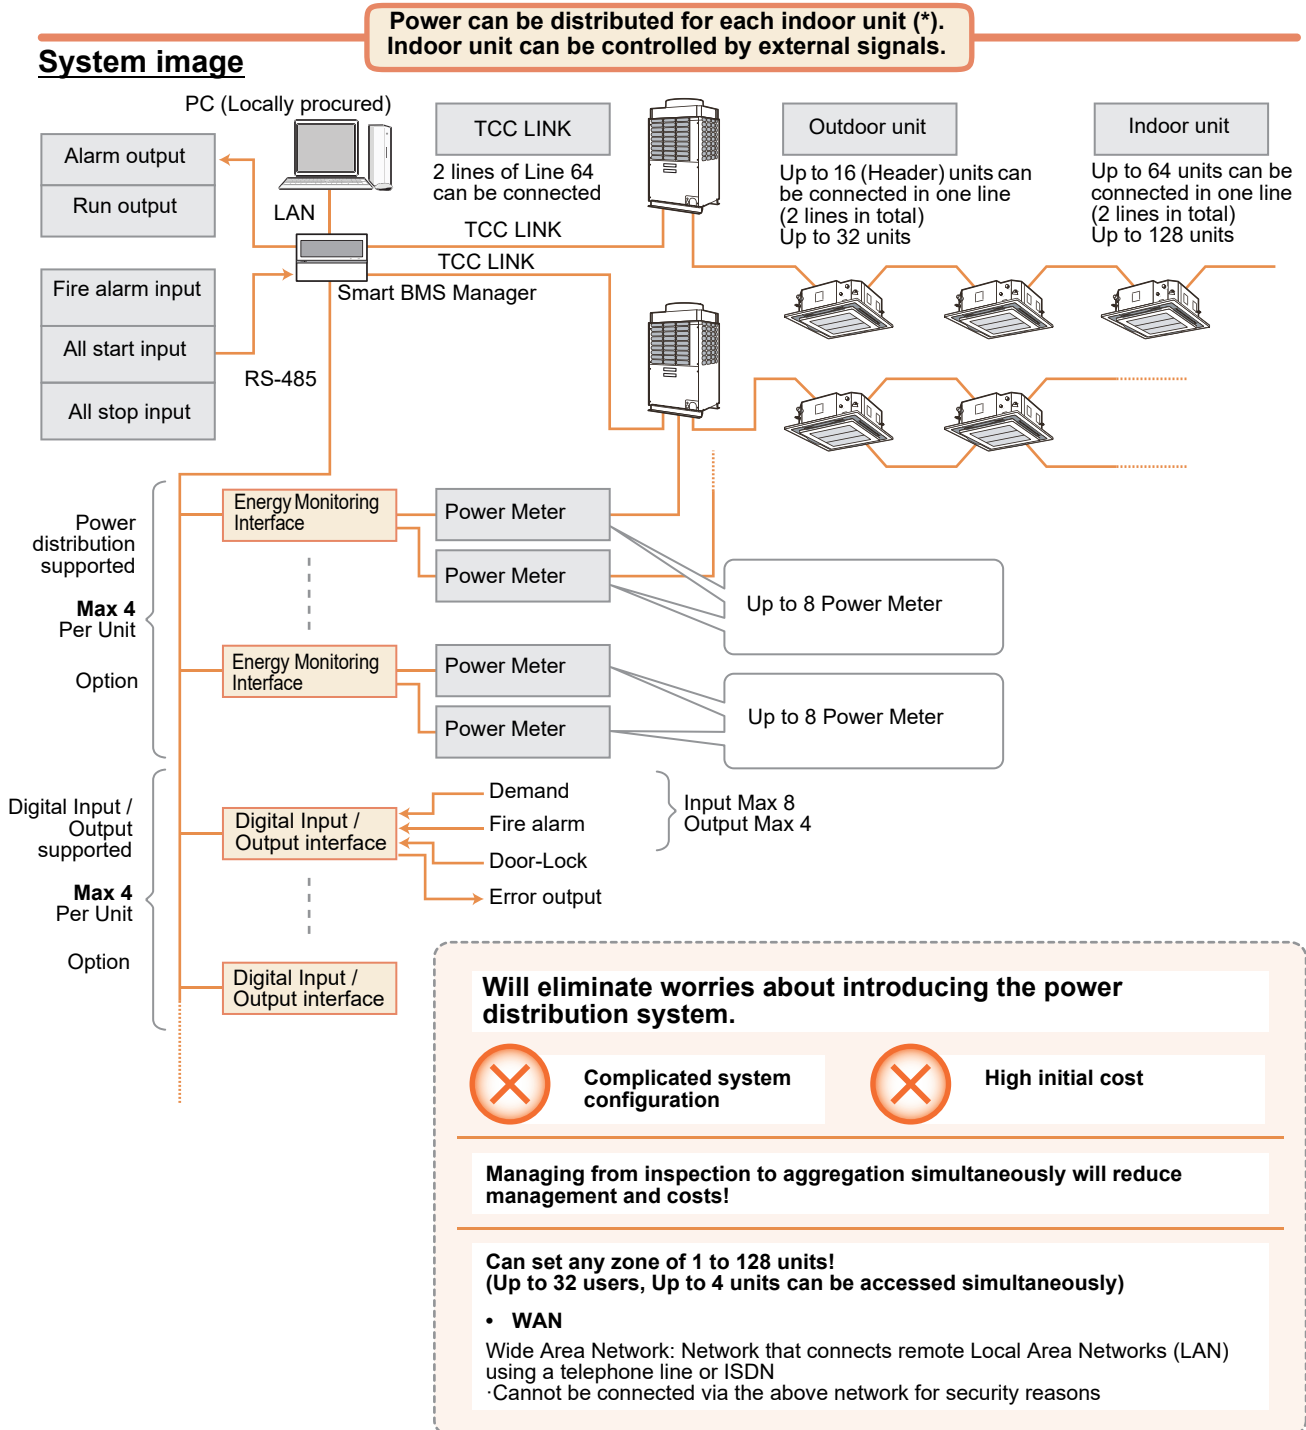 Power can be distributed for each indoor unit (*).
Indoor unit can be controlled by external signals.
System image
PC (Locally procured)
Alarm output
Run output
LAN
TCC LINK
2 lines of Line 64
can be connected
TCC LINK
TCC LINK
Smart BMS Manager
Outdoor unit
Up to 16 (Header) units can
be connected in one line
(2 lines in total)
Up to 32 units
Indoor unit
Up to 64 units can be
connected in one line
(2 lines in total)
Up to 128 units
Fire alarm input
All start input
All stop input
RS-485
Power
distribution
supported
Max 4
Per Unit
Option
Energy Monitoring
Interface
Power Meter
Power Meter
Up to 8 Power Meter
Energy Monitoring
Interface
Power Meter
Power Meter
Up to 8 Power Meter
Digital Input /
Output
supported
Max 4
Per Unit
Option
Digital Input /
Output interface
Demand
Fire alarm
Door-Lock
Error output
Input Max 8
Output Max 4
Digital Input /
Output interface
Will eliminate worries about introducing the power
distribution system.
Complicated system
configuration
High initial cost
Managing from inspection to aggregation simultaneously will reduce
management and costs!
Can set any zone of 1 to 128 units!
(Up to 32 users, Up to 4 units can be accessed simultaneously)
• WAN
Wide Area Network: Network that connects remote Local Area Networks (LAN)
using a telephone line or ISDN
·Cannot be connected via the above network for security reasons